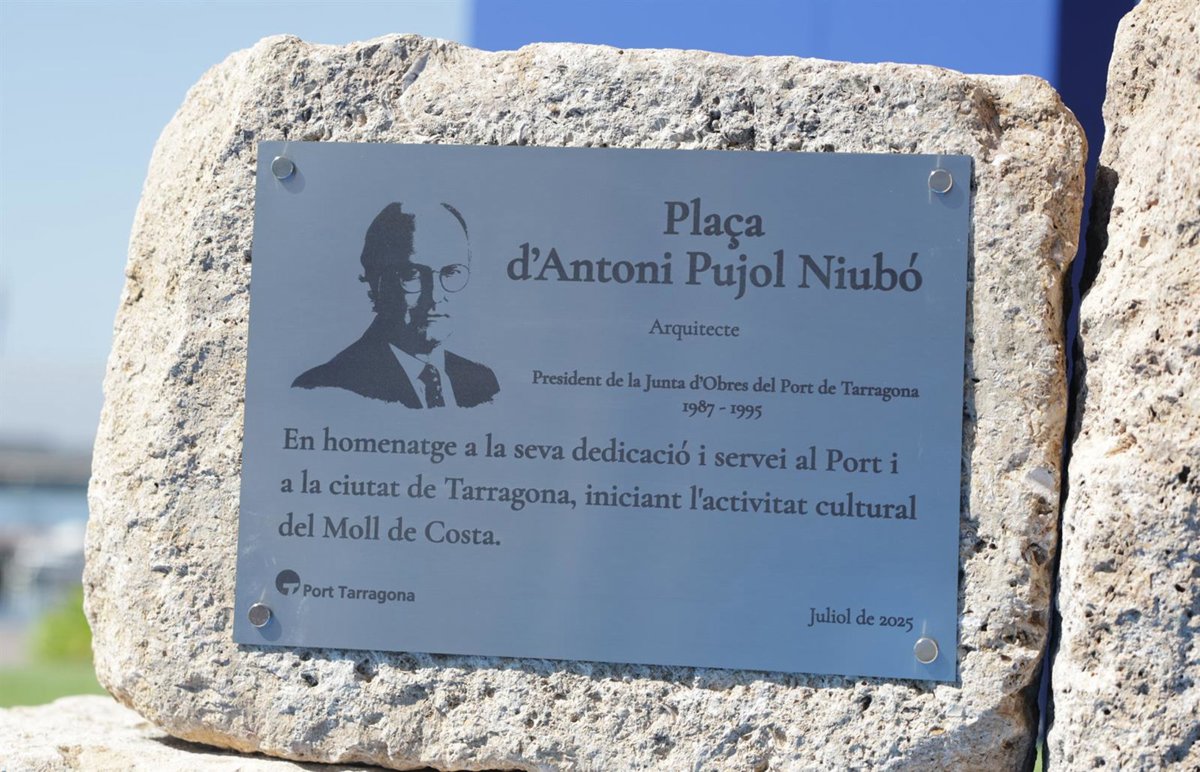 Plaça
d'Antoni Pujol Niubó
Arquitecte
President de la Junta d'Obres del Port de Tarragona
1987 - 1995
En homenatge a la seva dedicació i servei al Port i
a la ciutat de Tarragona, iniciant l'activitat cultural
del Moll de Costa.
Port Tarragona
Juliol de 2025